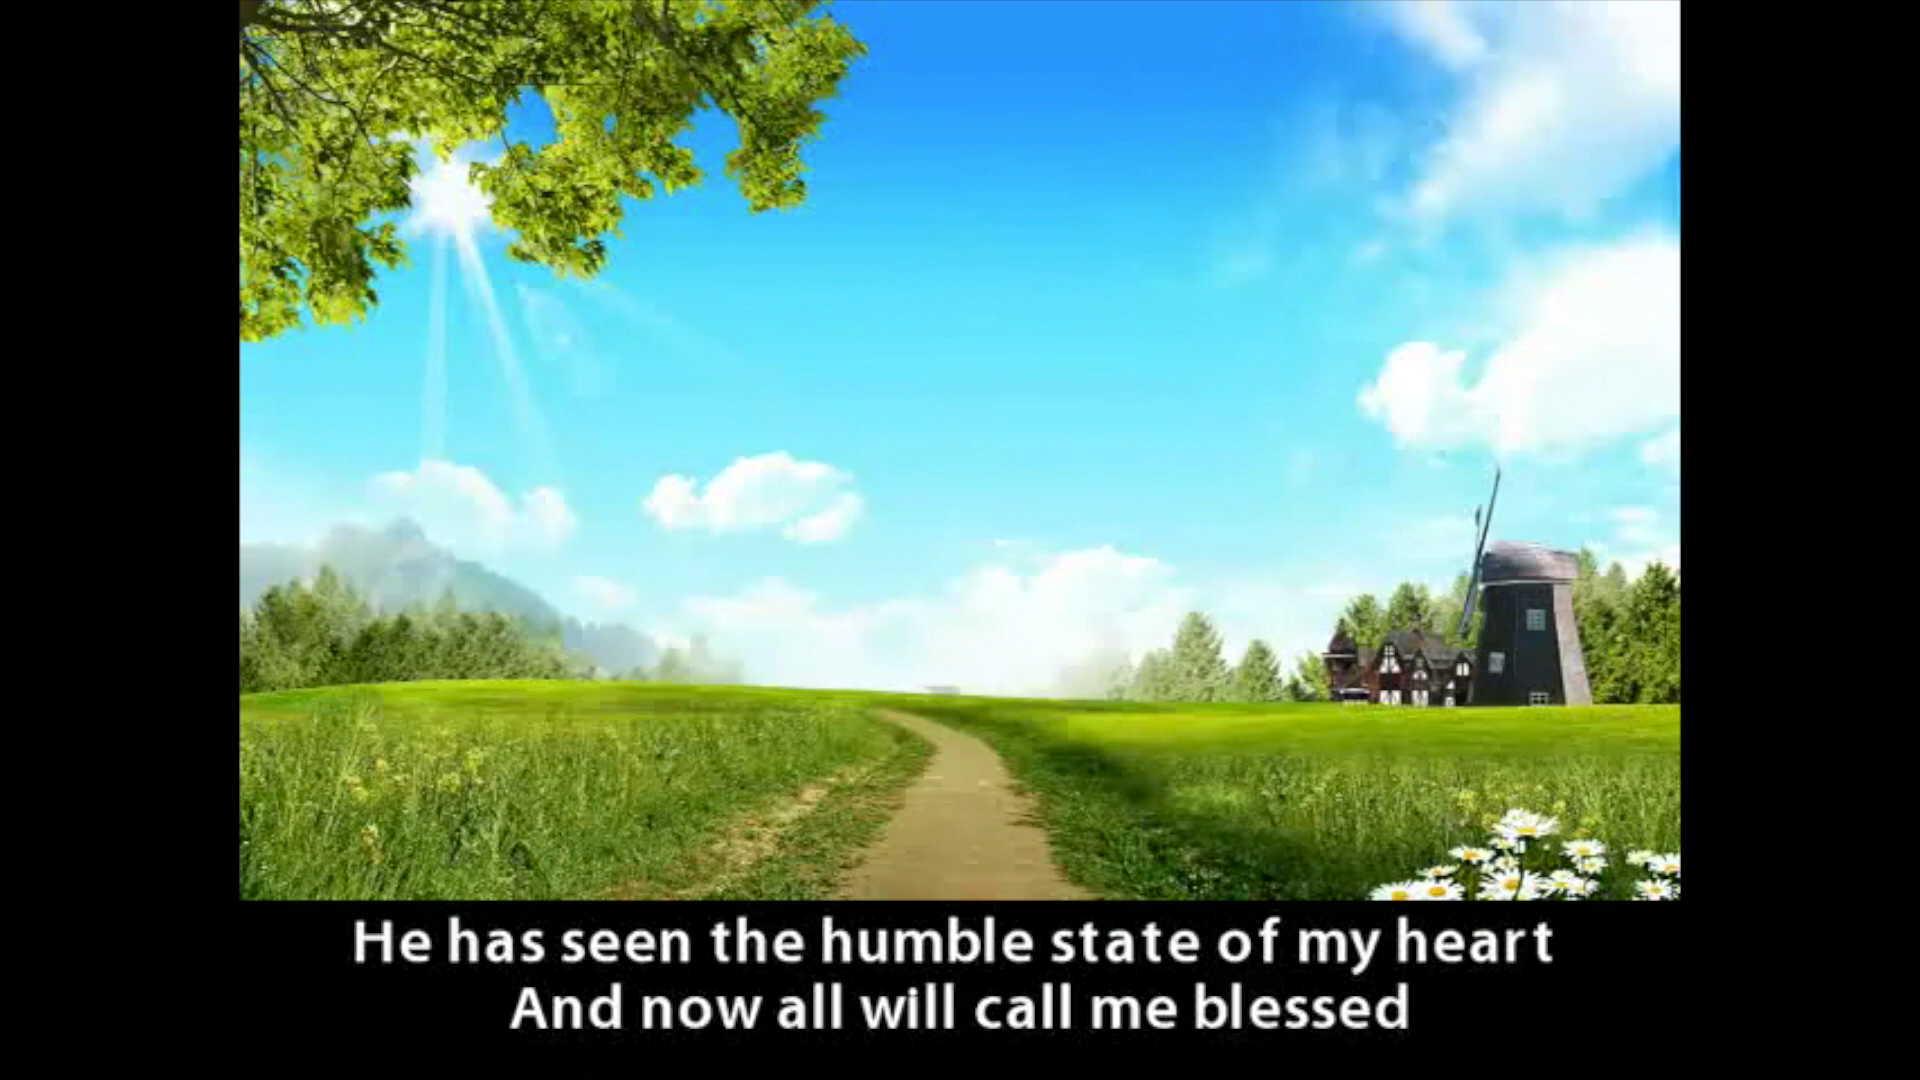 He has seen the humble state of my heart
And now all will call me blessed